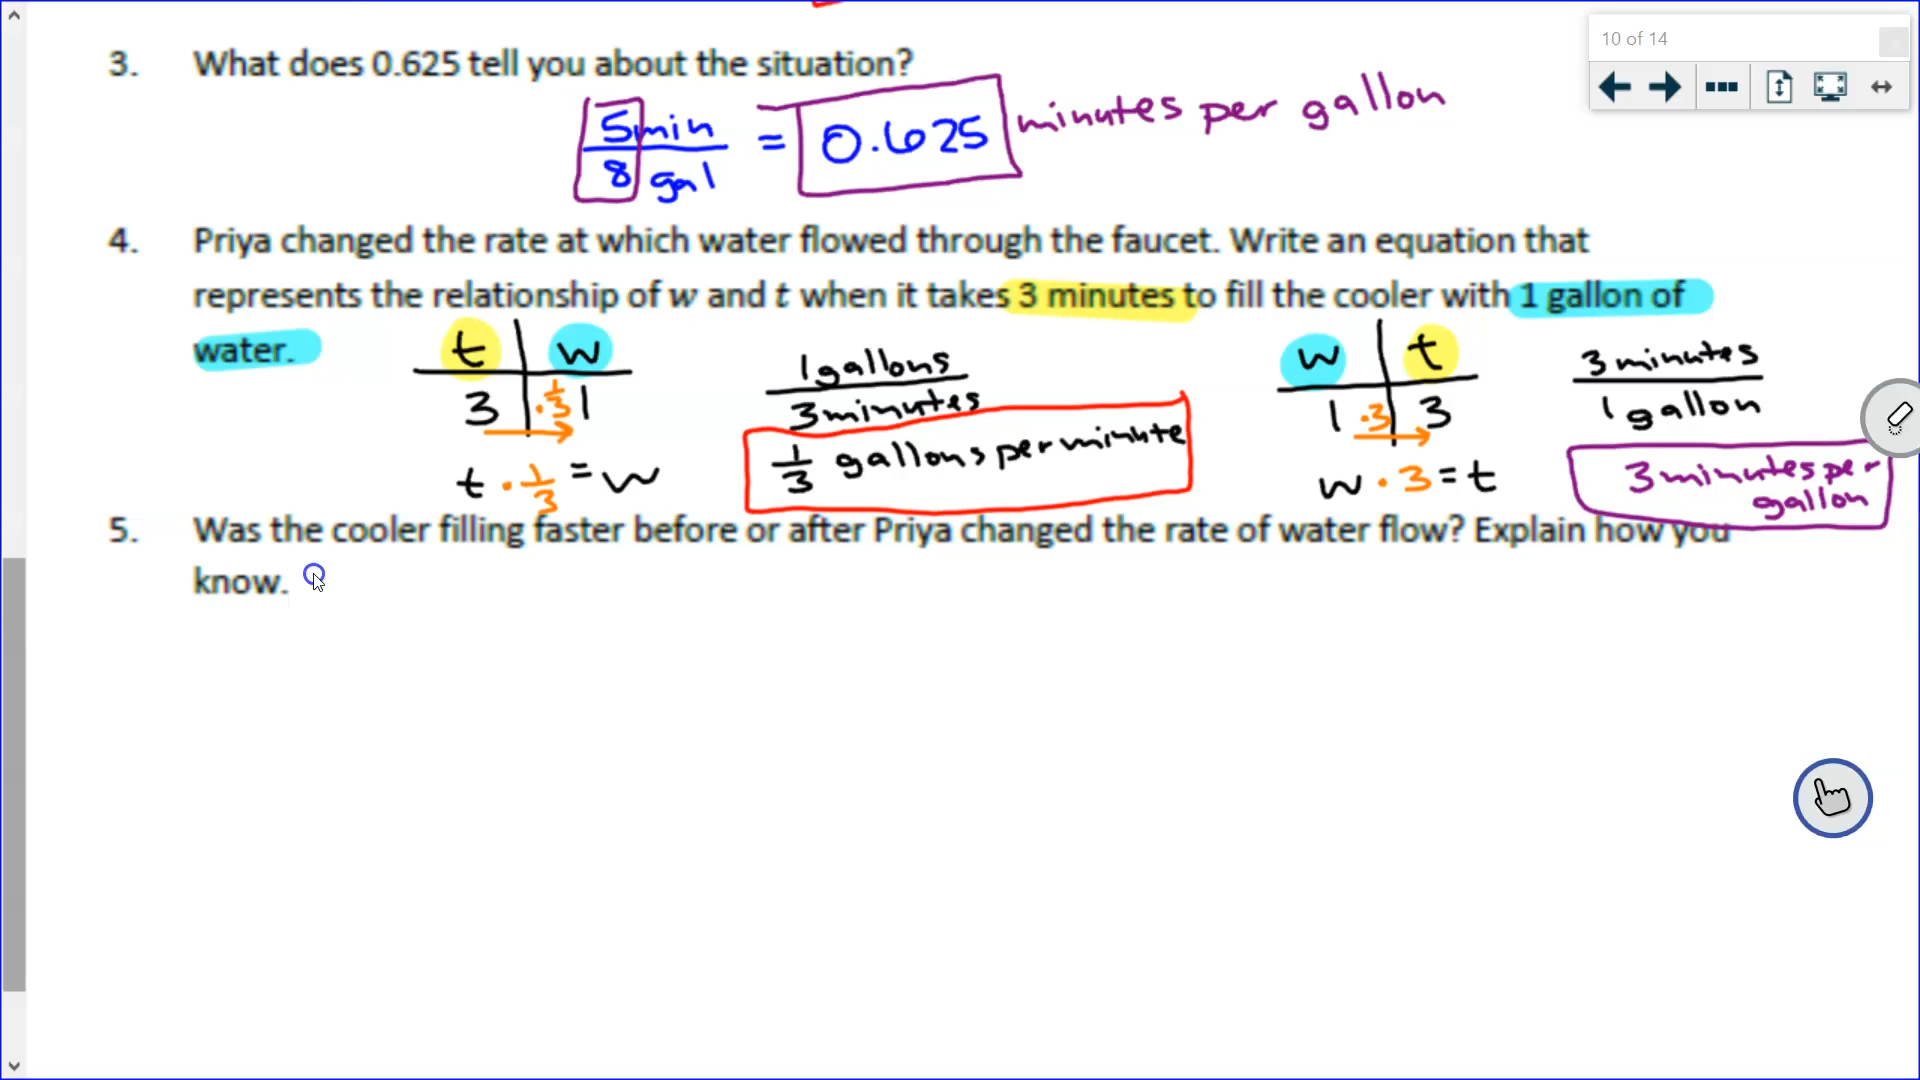 10 of 14
3. What does 0.625 tell you about the situation?
5 min / 8 gal = 0.625 minutes per gallon
4. Priya changed the rate at which water flowed through the faucet. Write an equation that
represents the relationship of w and t when it takes 3 minutes to fill the cooler with 1 gallon of
water.
t | w
3 | ·1/3 1
t · 1/3 = w
1 gallons / 3 minutes
1/3 gallons per minute
w | t
1 ·3 | 3
w · 3 = t
3 minutes / 1 gallon
3 minutes per
gallon
5. Was the cooler filling faster before or after Priya changed the rate of water flow? Explain how you
know.